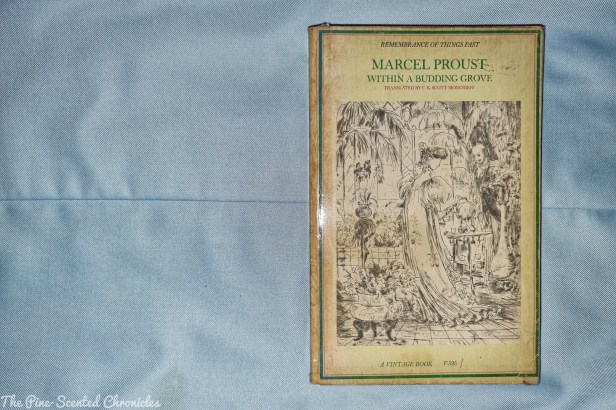 REMEMBRANCE OF THINGS PAST
MARCEL PROUST
WITHIN A BUDDING GROVE
TRANSLATED BY C. K. SCOTT MONCRIEFF
A VINTAGE BOOK
The Pine-Scented Chronicles